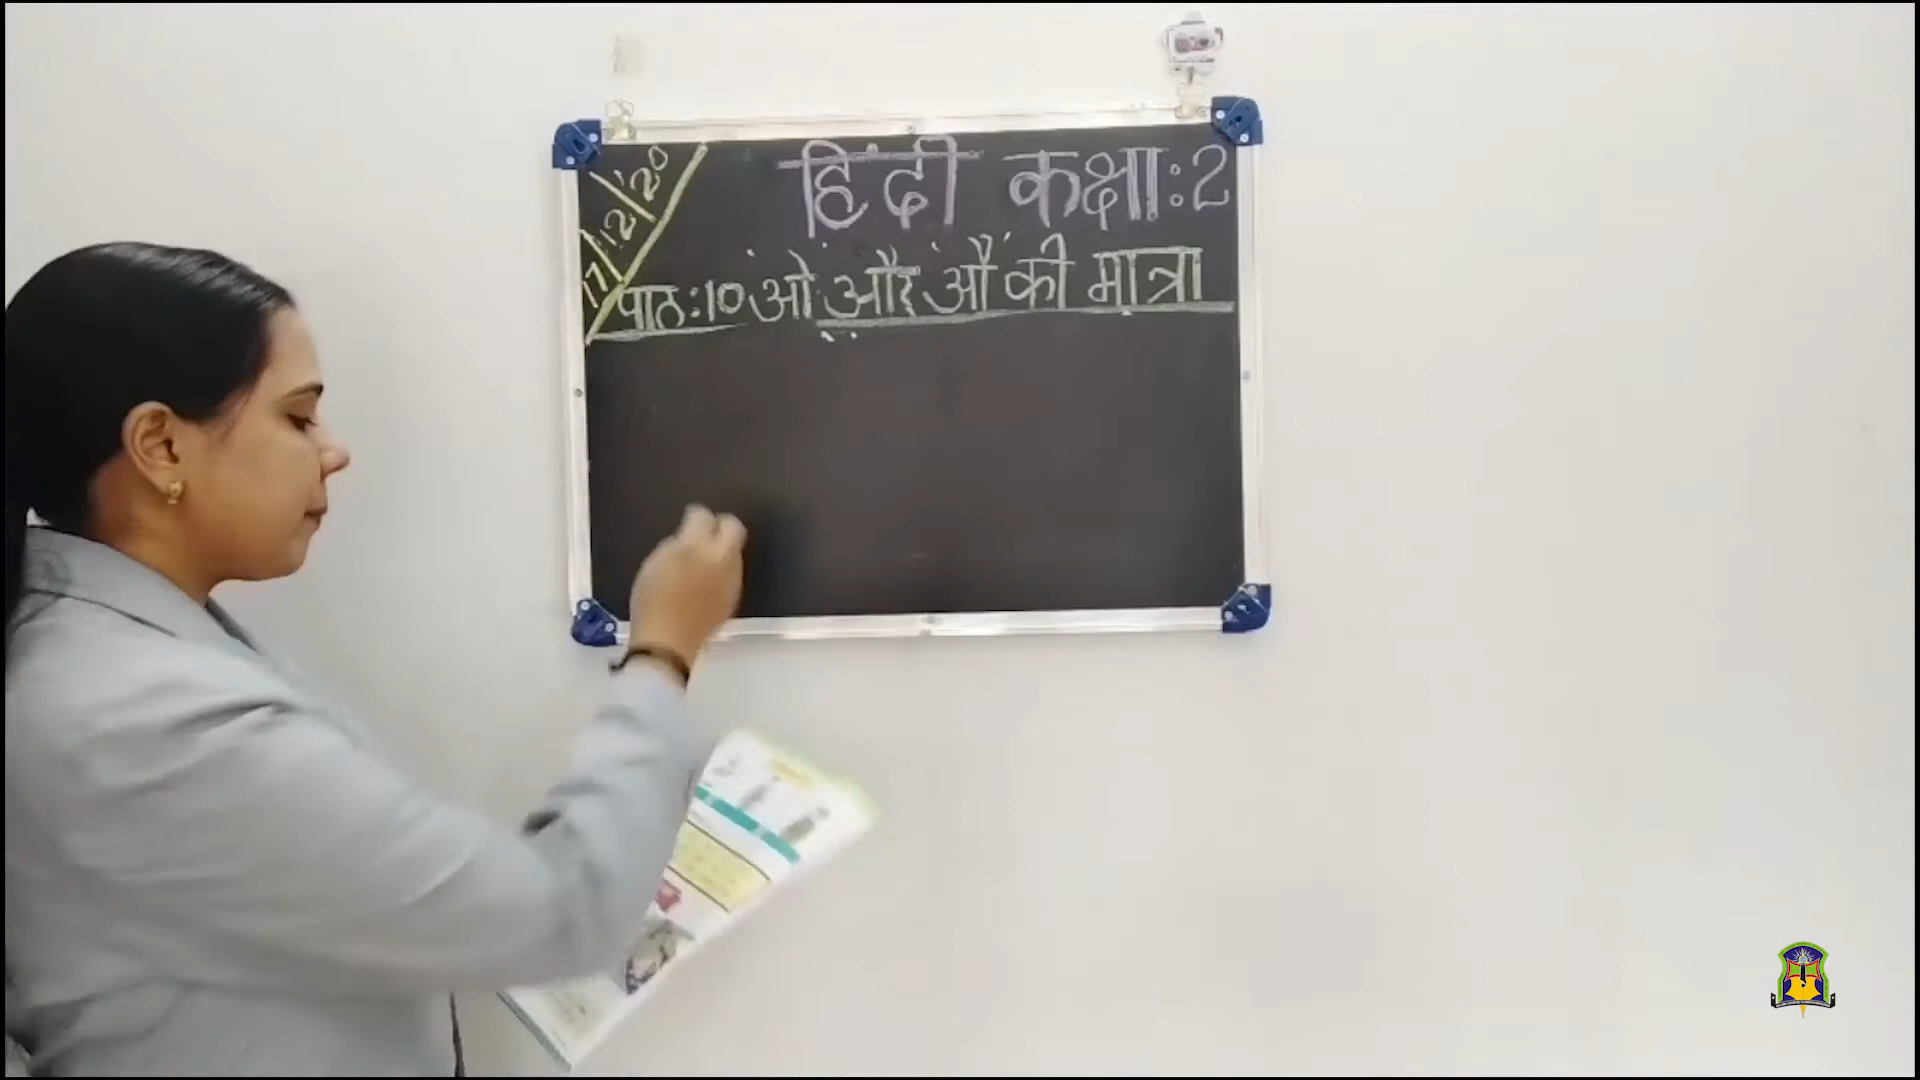 17/12/20
हिंदी कक्षा:2
पाठ:10 'ओ' और 'औ' की मात्रा